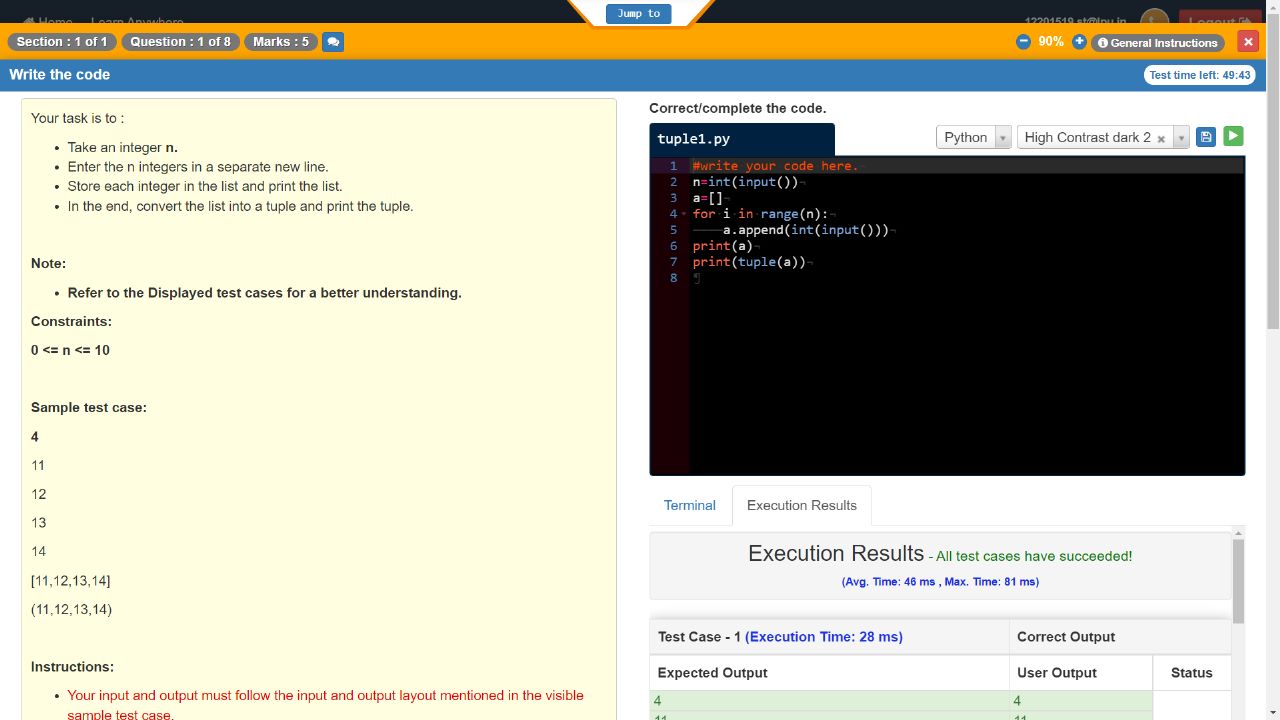 Home Learn Anywhere
Jump to
12201519.st@lpu.in
Logout
Section : 1 of 1
Question : 1 of 8
Marks : 5
90%
General Instructions
Write the code
Test time left: 49:43
Your task is to :
• Take an integer n.
• Enter the n integers in a separate new line.
• Store each integer in the list and print the list.
• In the end, convert the list into a tuple and print the tuple.
Note:
• Refer to the Displayed test cases for a better understanding.
Constraints:
0 <= n <= 10
Sample test case:
4
11
12
13
14
[11,12,13,14]
(11,12,13,14)
Instructions:
• Your input and output must follow the input and output layout mentioned in the visible
sample test case.
Correct/complete the code.
tuple1.py
Python
High Contrast dark 2 ×
1 #write your code here.
2 n=int(input())
3 a=[]
4 for i in range(n):
5 a.append(int(input()))
6 print(a)
7 print(tuple(a))
8
Terminal
Execution Results
Execution Results - All test cases have succeeded!
(Avg. Time: 46 ms , Max. Time: 81 ms)
Test Case - 1 (Execution Time: 28 ms)
Correct Output
Expected Output
User Output
Status
4
4
11
11